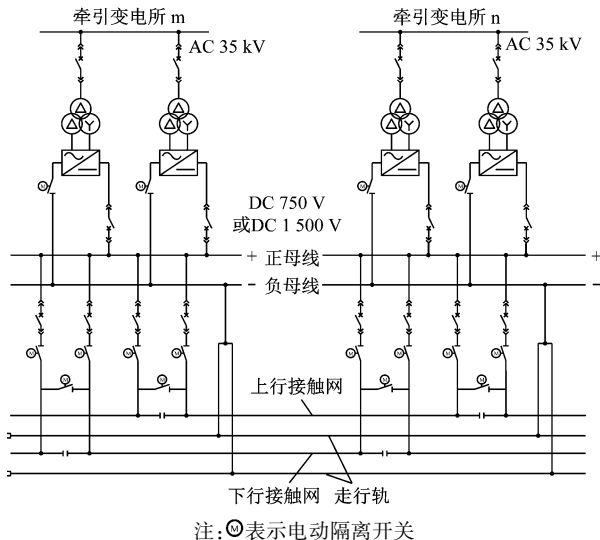 牵引变电所 m
牵引变电所 n
AC 35 kV
AC 35 kV
M
M
M
M
DC 750 V
或DC 1 500 V
+ 正母线
+
− 负母线
−
M
M
M
M
M
M
M
M
M
M
M
M
上行接触网
下行接触网 走行轨
注:M表示电动隔离开关